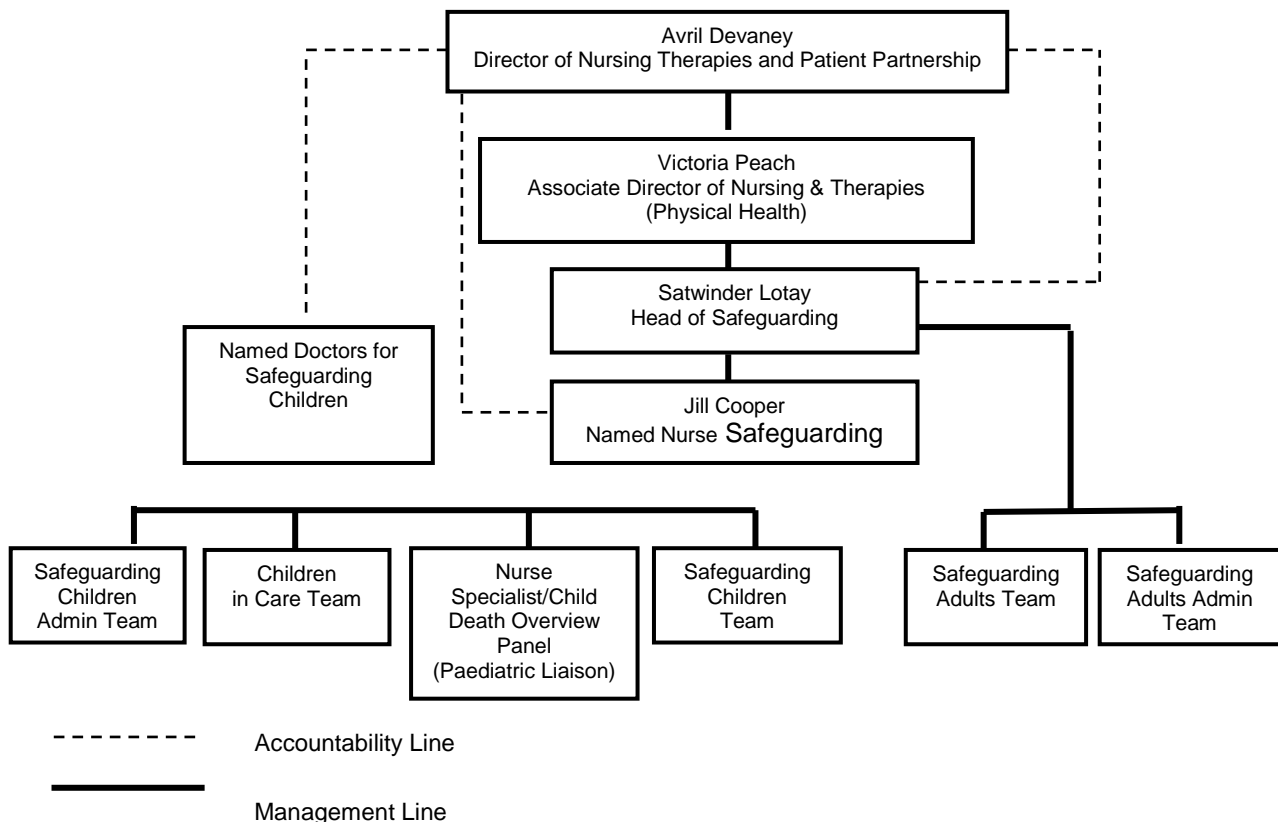 Avril Devaney
Director of Nursing Therapies and Patient Partnership
Victoria Peach
Associate Director of Nursing & Therapies
(Physical Health)
Satwinder Lotay
Head of Safeguarding
Named Doctors for
Safeguarding
Children
Jill Cooper
Named Nurse Safeguarding
Safeguarding
Children
Admin Team
Children
in Care Team
Nurse
Specialist/Child
Death Overview
Panel
(Paediatric Liaison)
Safeguarding
Children
Team
Safeguarding
Adults Team
Safeguarding
Adults Admin
Team
Accountability Line
Management Line